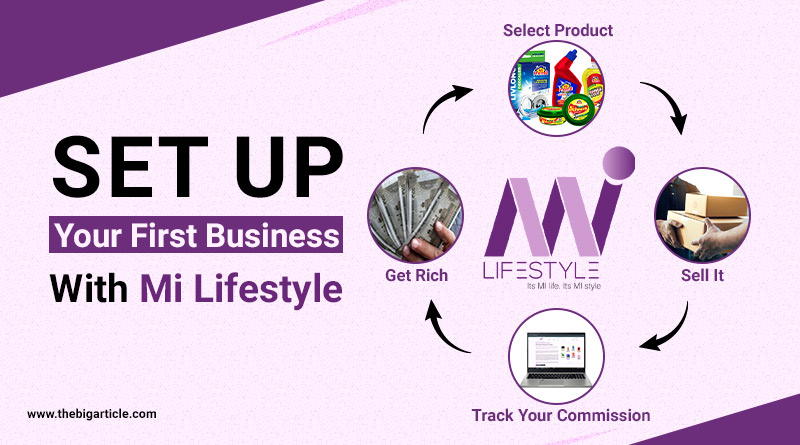 SET UP
Your First Business
With Mi Lifestyle
Select Product
Sell It
Track Your Commission
Get Rich
Mi
LIFESTYLE
Its MI life. Its MI style
www.thebigarticle.com